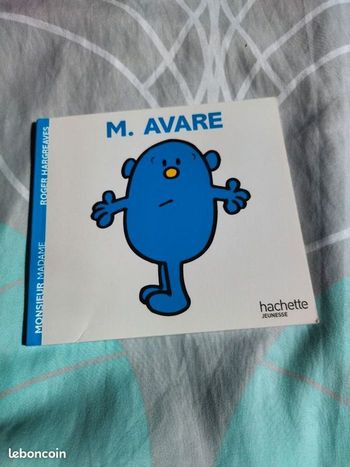 M. AVARE
MONSIEUR MADAME ROGER HARGREAVES
hachette
JEUNESSE
leboncoin